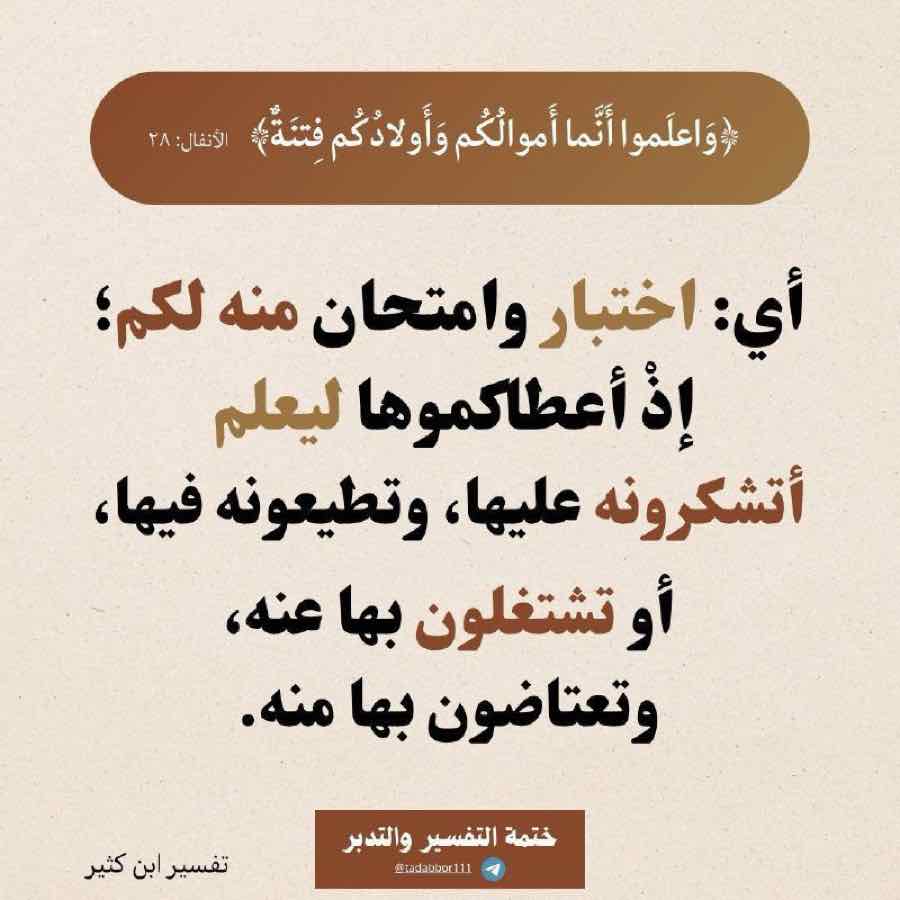 ﴿وَاعلَموا أَنَّما أَموالُكُم وَأَولادُكُم فِتنَةٌ﴾ الأنفال: ٢٨
أي: اختبار وامتحان منه لكم؛
إذْ أعطاكموها ليعلم
أتشكرونه عليها، وتطيعونه فيها،
أو تشتغلون بها عنه،
وتعتاضون بها منه.
ختمة التفسير والتدبر
@tadabbor111
تفسير ابن كثير